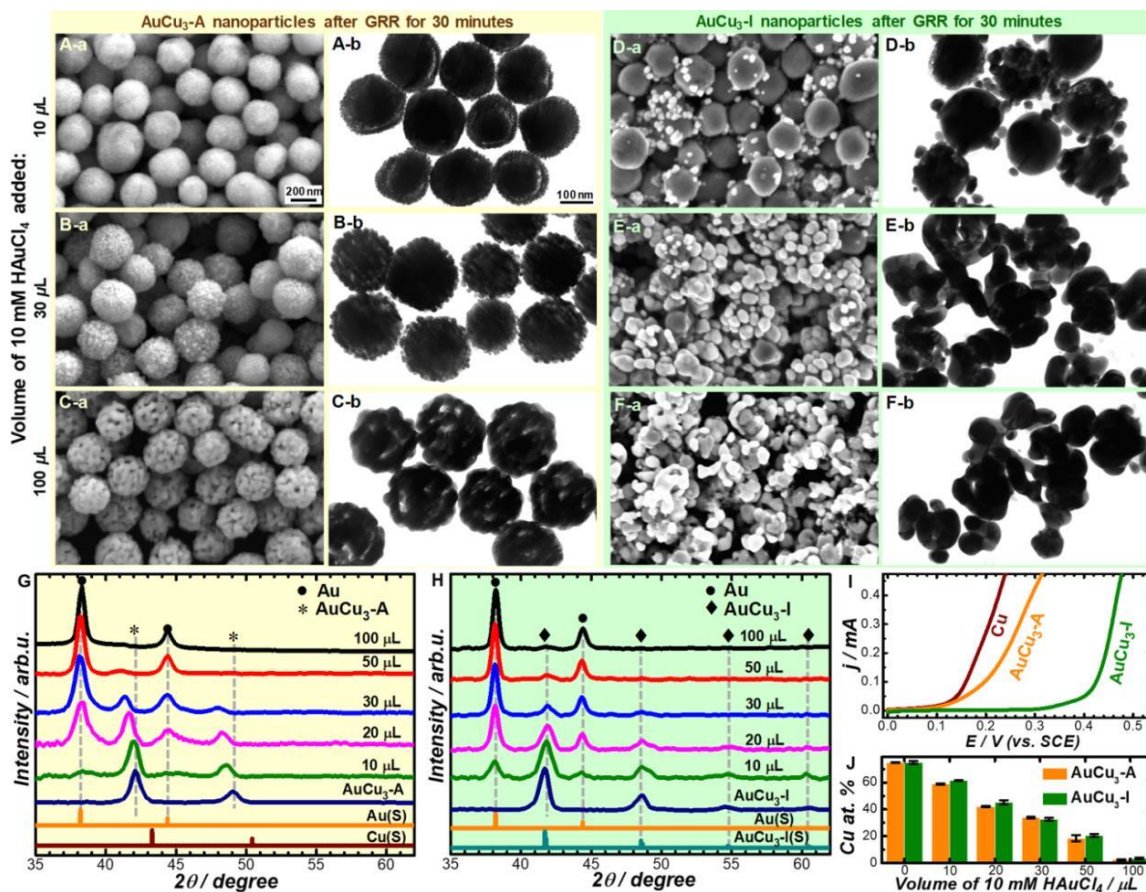 AuCu₃-A nanoparticles after GRR for 30 minutes
AuCu₃-I nanoparticles after GRR for 30 minutes
Volume of 10 mM HAuCl₄ added:
10 µL
30 µL
100 µL
A-a
200 nm
A-b
100 nm
D-a
D-b
B-a
B-b
E-a
E-b
C-a
C-b
F-a
F-b
G
Au
AuCu₃-A
*
*
*
100 µL
50 µL
30 µL
20 µL
10 µL
AuCu₃-A
Au(S)
Cu(S)
Intensity / arb.u.
35 40 45 50 55 60
2θ / degree
H
Au
AuCu₃-I
100 µL
50 µL
30 µL
20 µL
10 µL
AuCu₃-I
Au(S)
AuCu₃-I(S)
Intensity / arb.u.
35 40 45 50 55 60
2θ / degree
I
j / mA
0.4
0.2
0.0
Cu
AuCu₃-A
AuCu₃-I
0.0 0.1 0.2 0.3 0.4 0.5
E / V (vs. SCE)
J
AuCu₃-A
AuCu₃-I
Cu at. %
60
40
20
0
0 10 20 30 50 100
Volume of 10 mM HAuCl₄ / µL